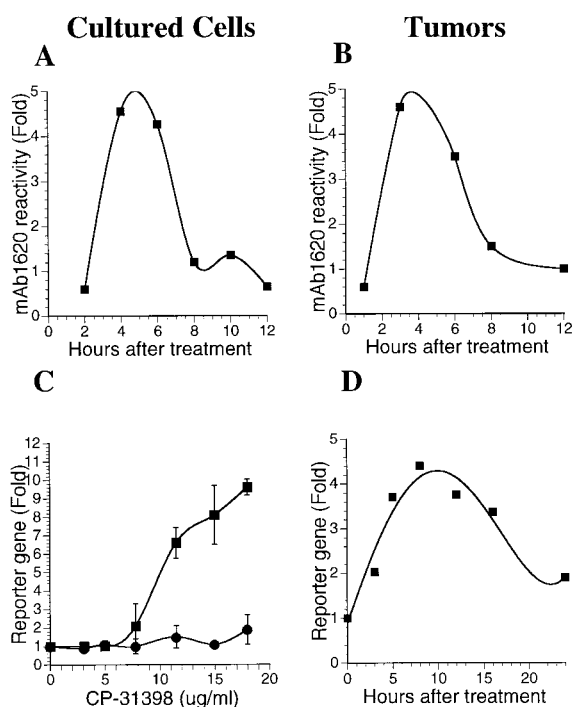 Cultured Cells
Tumors
A
B
mAb1620 reactivity (Fold)
5
4
3
2
1
0
0 2 4 6 8 10 12
Hours after treatment
mAb1620 reactivity (Fold)
5
4
3
2
1
0
0 2 4 6 8 10 12
Hours after treatment
C
D
Reporter gene (Fold)
12
11
10
9
8
7
6
5
4
3
2
1
0
0 5 10 15 20
CP-31398 (ug/ml)
Reporter gene (Fold)
5
4
3
2
1
0
0 5 10 15 20
Hours after treatment